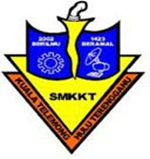 2002
BERILMU
1423
BERAMAL
SMKKT
KUALA TELEMONG
HULU TERENGGANU